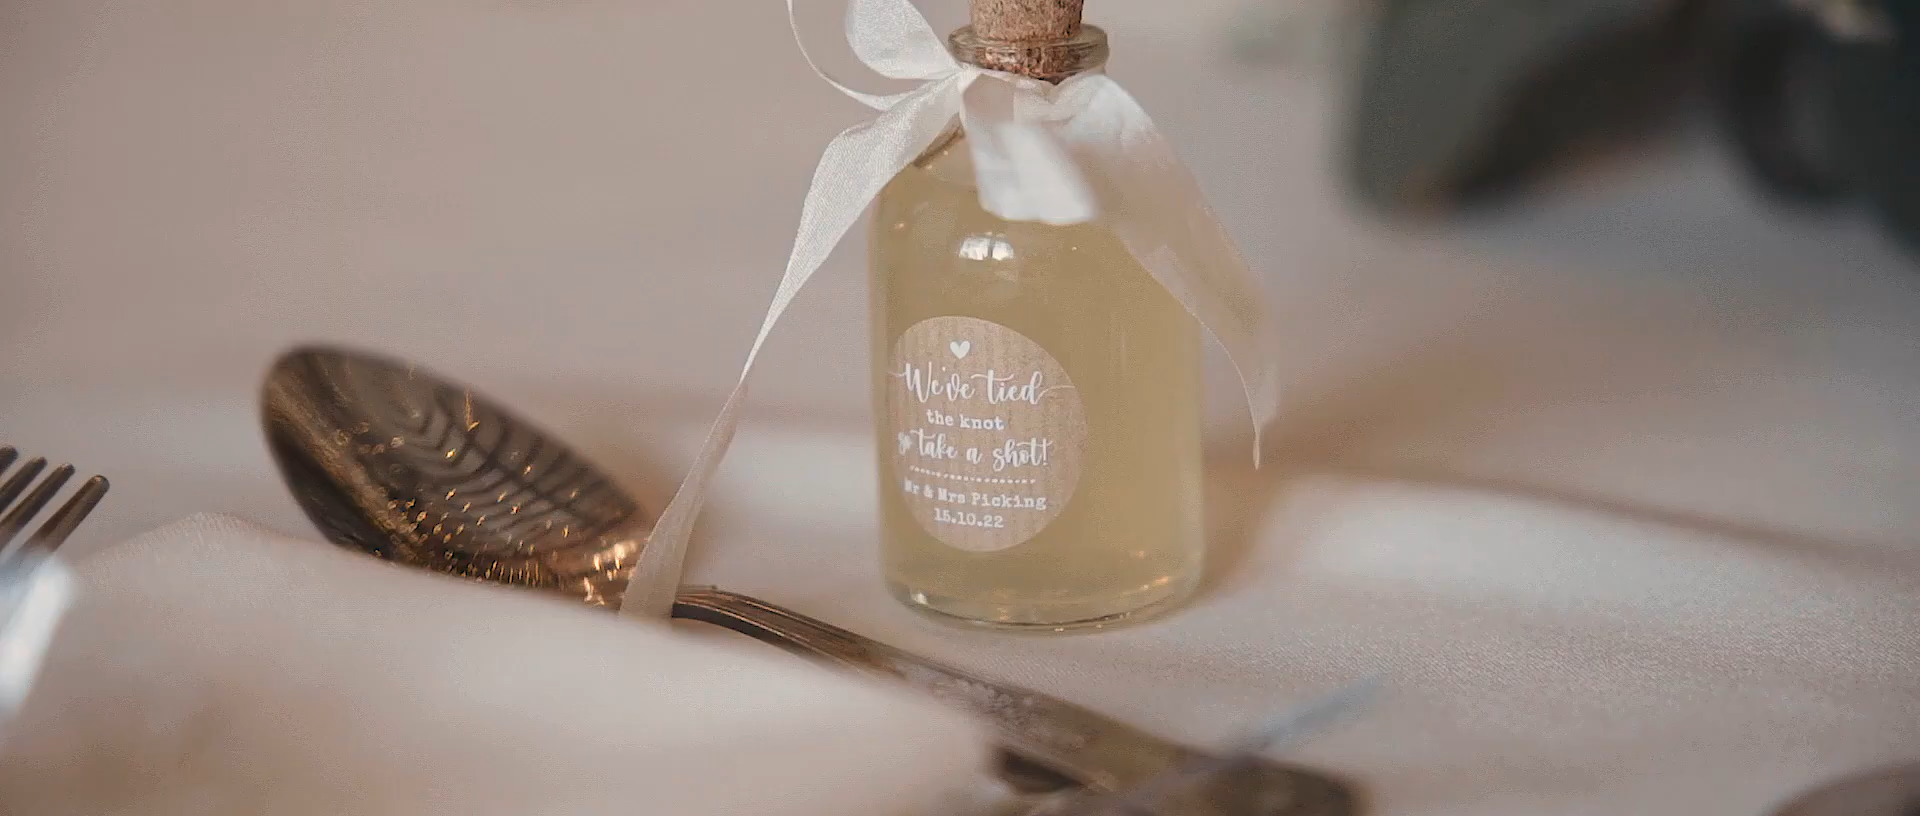 We've tied
the knot
so take a shot!
Mr & Mrs Picking
15.10.22